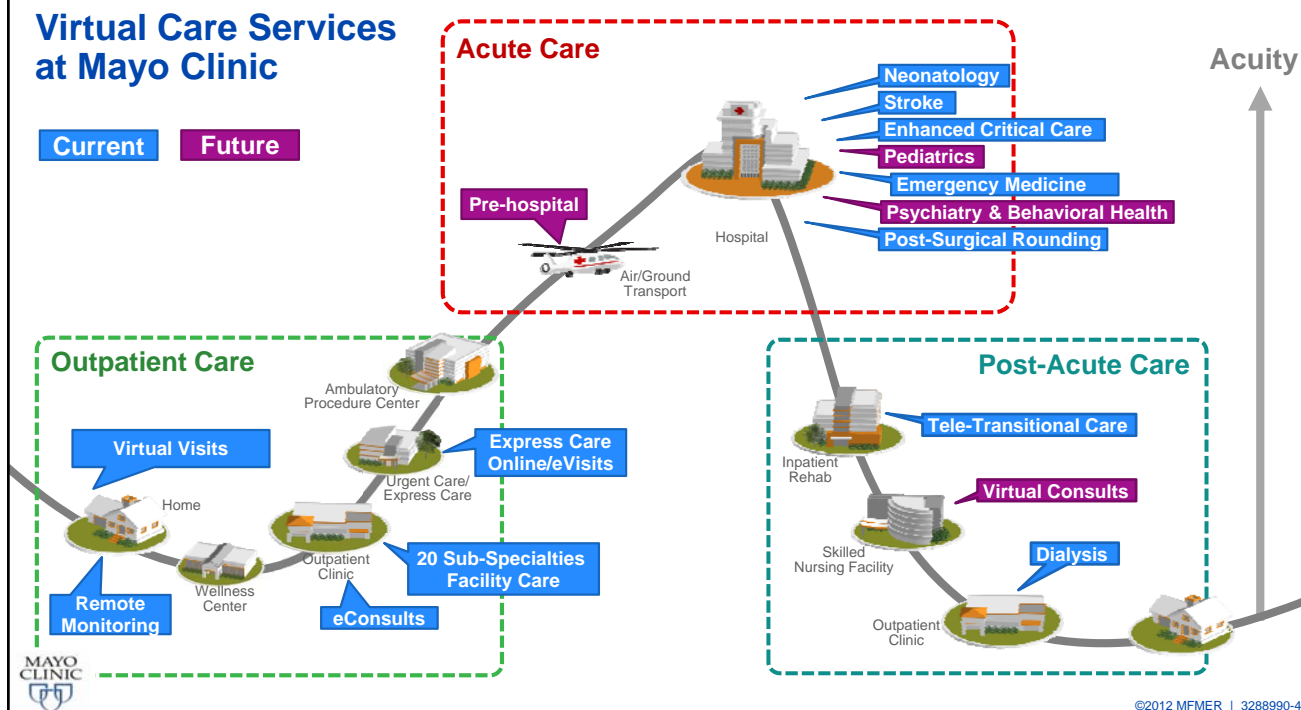 Virtual Care Services
at Mayo Clinic
Current
Future
Acute Care
Acuity
Neonatology
Stroke
Enhanced Critical Care
Pediatrics
Emergency Medicine
Psychiatry & Behavioral Health
Post-Surgical Rounding
Hospital
Pre-hospital
Air/Ground
Transport
Outpatient Care
Ambulatory
Procedure Center
Virtual Visits
Express Care
Online/eVisits
Urgent Care/
Express Care
Home
Outpatient
Clinic
20 Sub-Specialties
Facility Care
Wellness
Center
Remote
Monitoring
eConsults
Post-Acute Care
Tele-Transitional Care
Inpatient
Rehab
Virtual Consults
Skilled
Nursing Facility
Dialysis
Outpatient
Clinic
MAYO
CLINIC
©2012 MFMER | 3288990-4